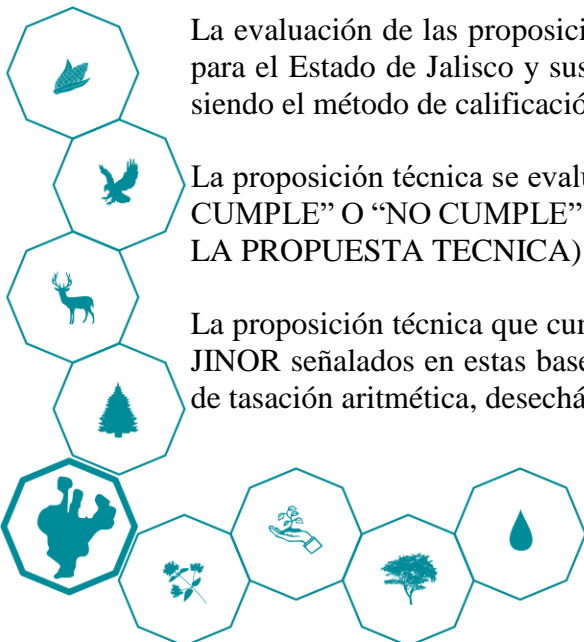 La evaluación de las proposici
para el Estado de Jalisco y sus
siendo el método de calificació
La proposición técnica se evalu
CUMPLE” O “NO CUMPLE”
LA PROPUESTA TECNICA)
La proposición técnica que cum
JINOR señalados en estas base
de tasación aritmética, desechá